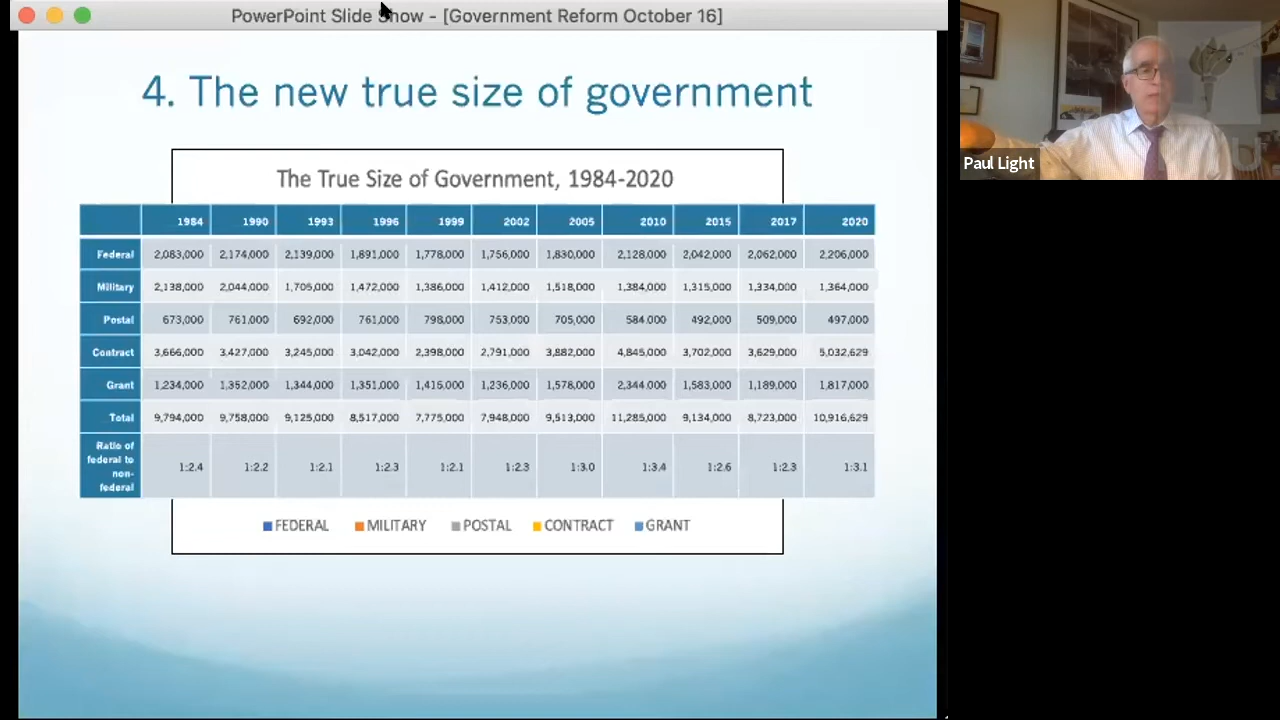 PowerPoint Slide Show - [Government Reform October 16]
4. The new true size of government
The True Size of Government, 1984-2020
1984 1990 1993 1996 1999 2002 2005 2010 2015 2017 2020
Federal 2,083,000 2,174,000 2,139,000 1,891,000 1,778,000 1,756,000 1,830,000 2,128,000 2,042,000 2,062,000 2,206,000
Military 2,138,000 2,044,000 1,705,000 1,472,000 1,386,000 1,412,000 1,518,000 1,384,000 1,315,000 1,334,000 1,364,000
Postal 673,000 761,000 692,000 761,000 798,000 753,000 705,000 584,000 492,000 509,000 497,000
Contract 3,666,000 3,427,000 3,245,000 3,042,000 2,398,000 2,791,000 3,882,000 4,845,000 3,702,000 3,629,000 5,032,629
Grant 1,234,000 1,352,000 1,344,000 1,351,000 1,415,000 1,236,000 1,578,000 2,344,000 1,583,000 1,189,000 1,817,000
Total 9,794,000 9,758,000 9,125,000 8,517,000 7,775,000 7,948,000 9,513,000 11,285,000 9,134,000 8,723,000 10,916,629
Ratio of
federal to
non-
federal
1:2.4 1:2.2 1:2.1 1:2.3 1:2.1 1:2.3 1:3.0 1:3.4 1:2.6 1:2.3 1:3.1
FEDERAL MILITARY POSTAL CONTRACT GRANT
Paul Light